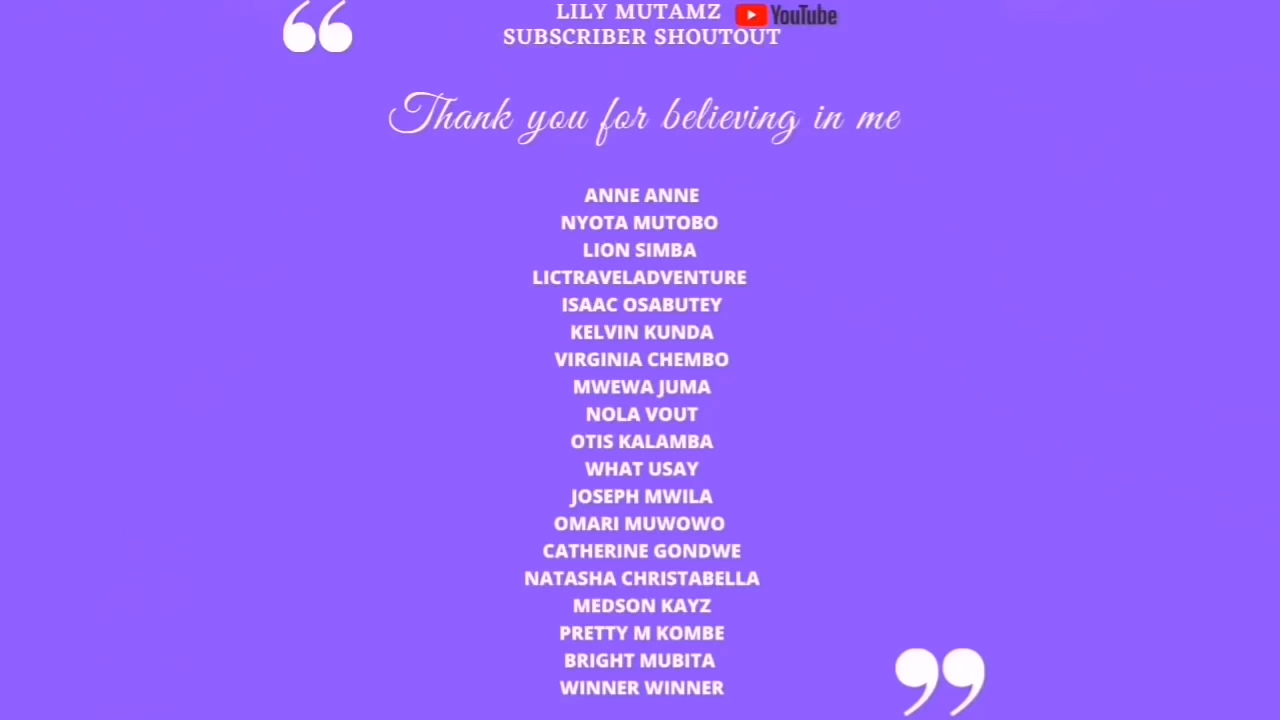 LILY MUTAMZ YouTube
SUBSCRIBER SHOUTOUT
Thank you for believing in me
ANNE ANNE
NYOTA MUTOBO
LION SIMBA
LICTRAVELADVENTURE
ISAAC OSABUTEY
KELVIN KUNDA
VIRGINIA CHEMBO
MWEWA JUMA
NOLA VOUT
OTIS KALAMBA
WHAT USAY
JOSEPH MWILA
OMARI MUWOWO
CATHERINE GONDWE
NATASHA CHRISTABELLA
MEDSON KAYZ
PRETTY M KOMBE
BRIGHT MUBITA
WINNER WINNER